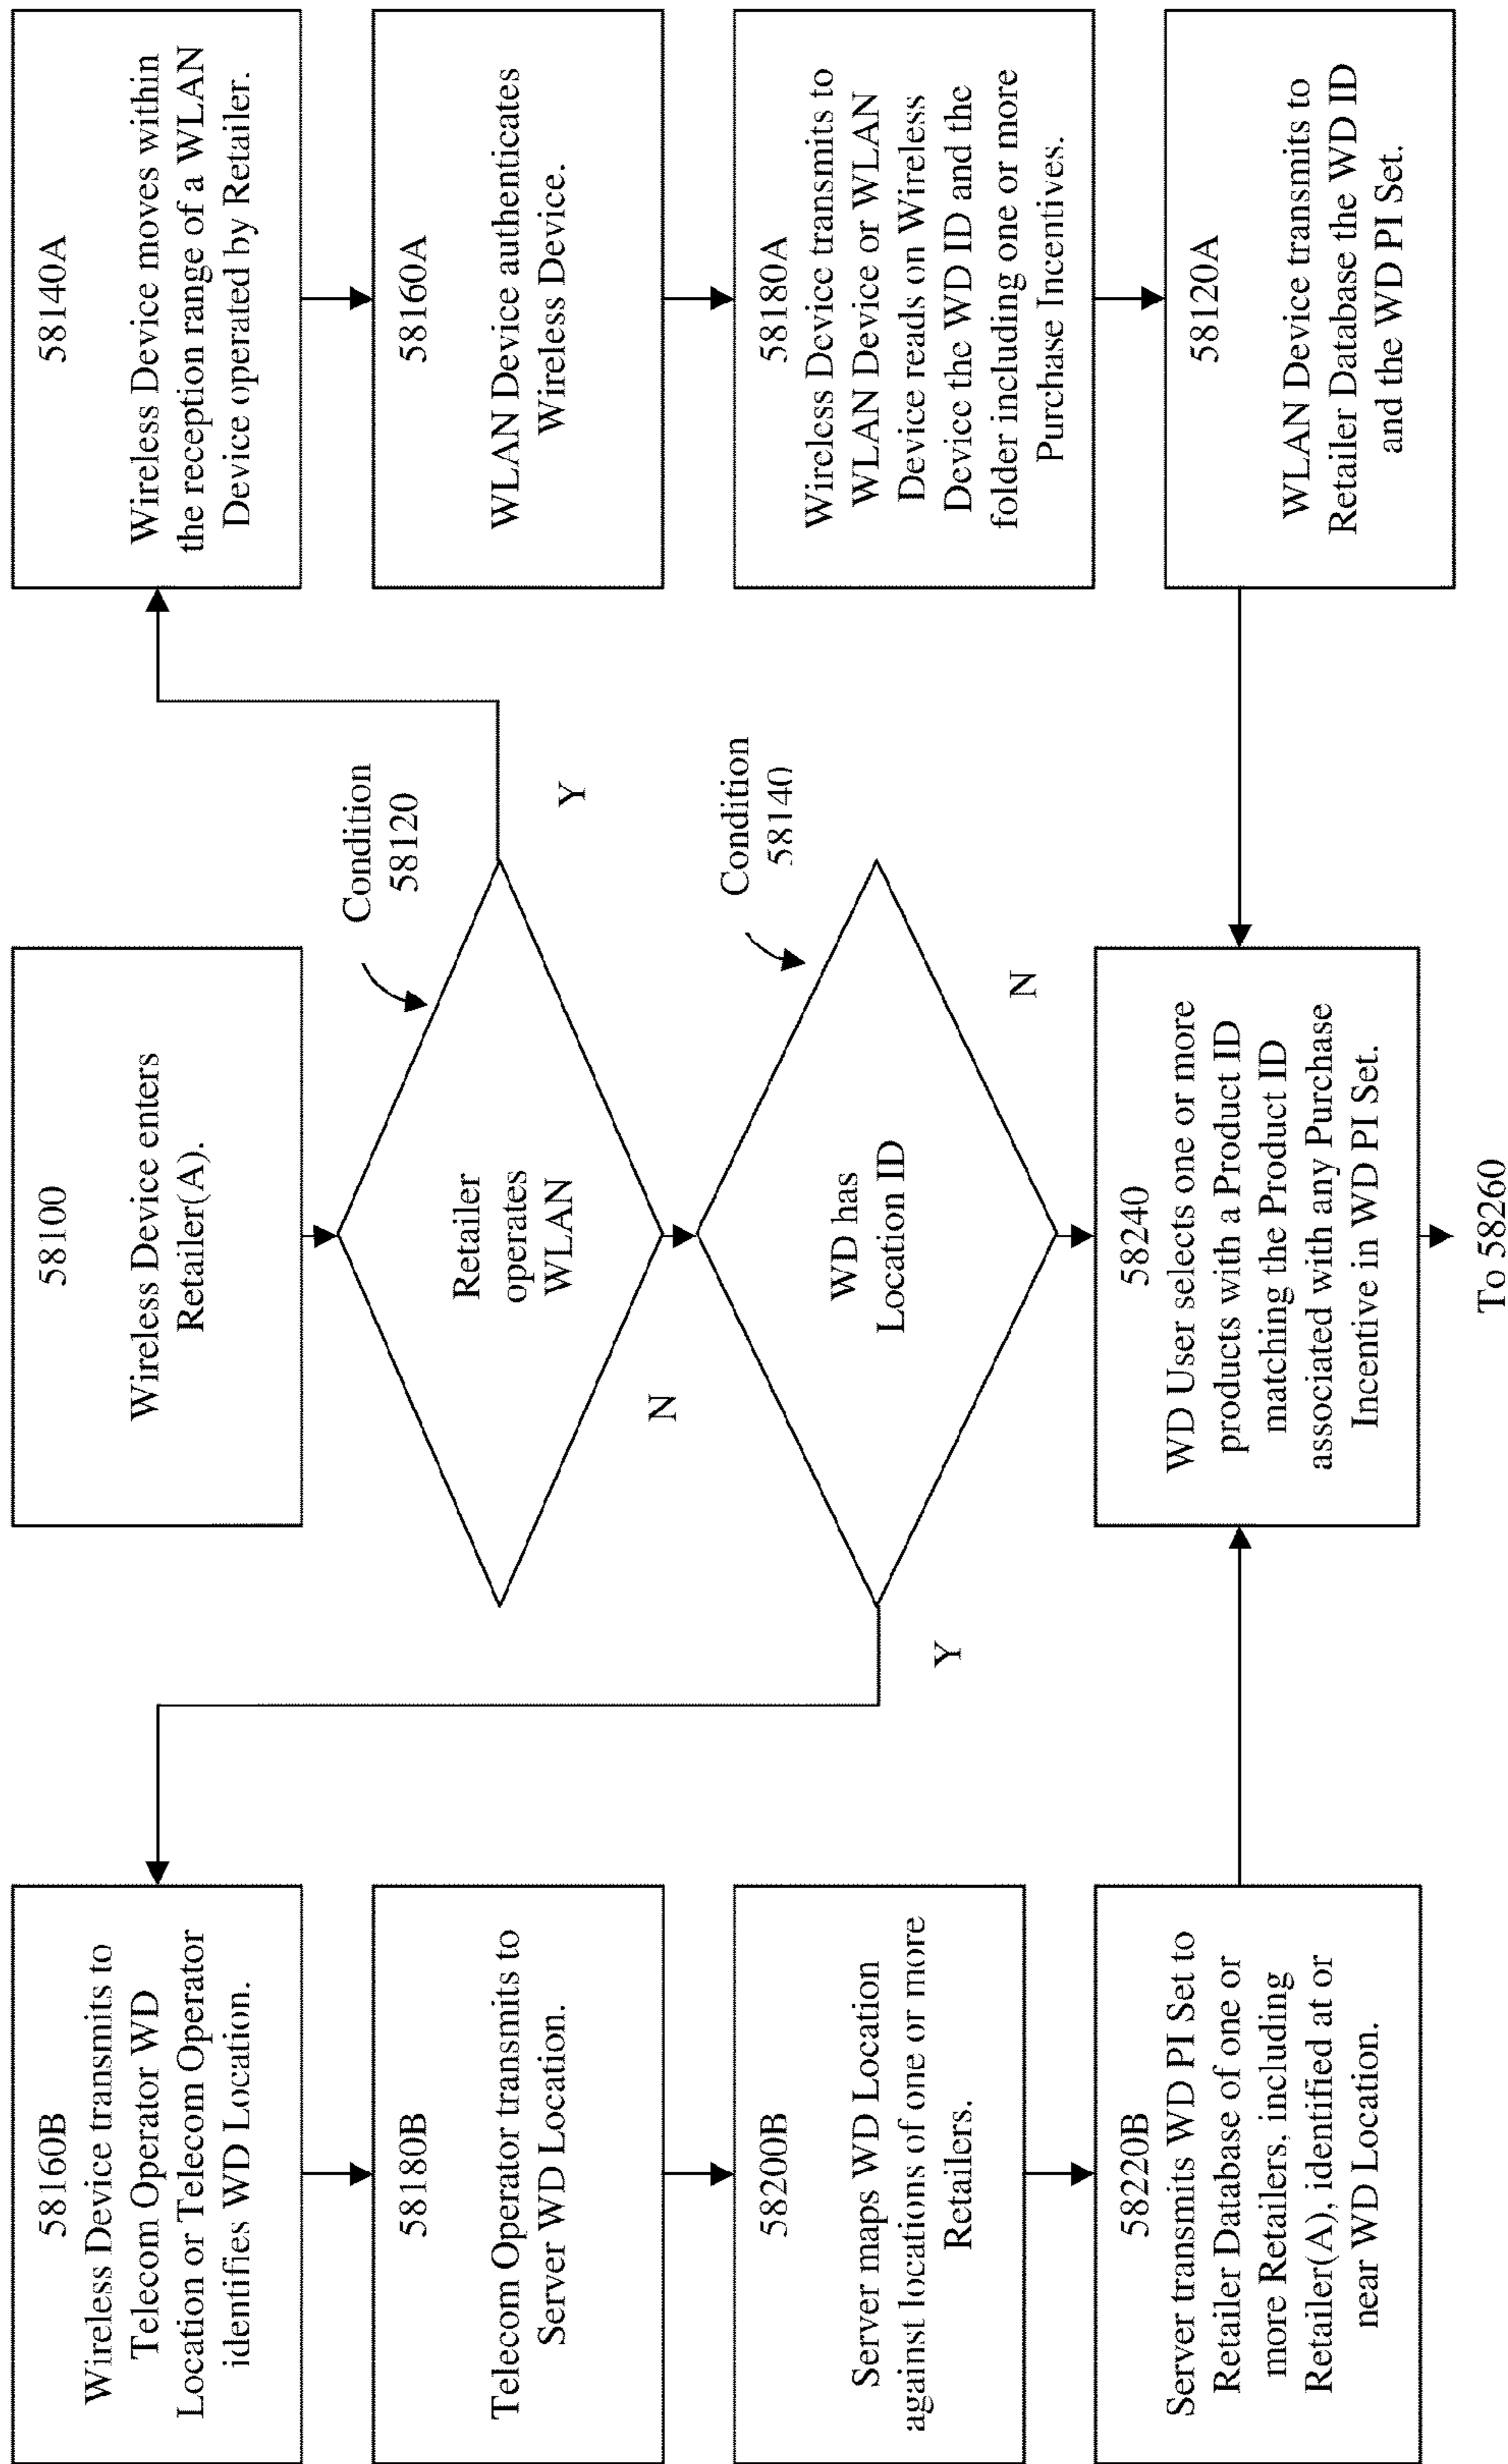 58160B
Wireless Device transmits to
Telecom Operator WD
Location or Telecom Operator
identifies WD Location.
58180B
Telecom Operator transmits to
Server WD Location.
58200B
Server maps WD Location
against locations of one or more
Retailers.
58220B
Server transmits WD PI Set to
Retailer Database of one or
more Retailers, including
Retailer(A), identified at or
near WD Location.
58100
Wireless Device enters
Retailer(A).
Condition
58120
Retailer
operates
WLAN
Y
N
Condition
58140
WD has
Location ID
Y
N
58240
WD User selects one or more
products with a Product ID
matching the Product ID
associated with any Purchase
Incentive in WD PI Set.
To 58260
58140A
Wireless Device moves within
the reception range of a WLAN
Device operated by Retailer.
58160A
WLAN Device authenticates
Wireless Device.
58180A
Wireless Device transmits to
WLAN Device or WLAN
Device reads on Wireless
Device the WD ID and the
folder including one or more
Purchase Incentives.
58120A
WLAN Device transmits to
Retailer Database the WD ID
and the WD PI Set.